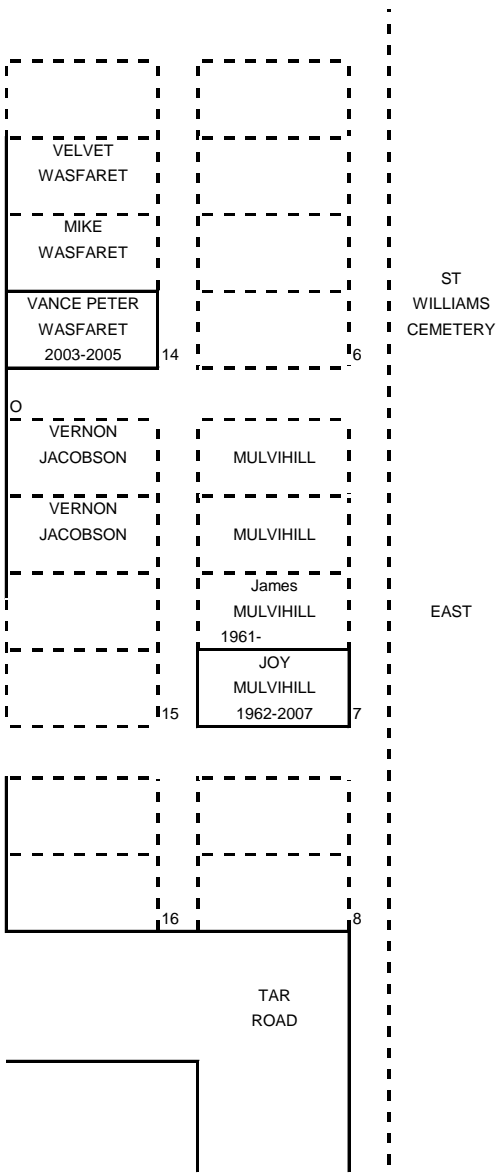 VELVET
WASFARET
MIKE
WASFARET
VANCE PETER
WASFARET
2003-2005
14
6
ST
WILLIAMS
CEMETERY
O
VERNON
JACOBSON
MULVIHILL
VERNON
JACOBSON
MULVIHILL
James
MULVIHILL
1961-
EAST
JOY
MULVIHILL
1962-2007
15
7
16
8
TAR
ROAD